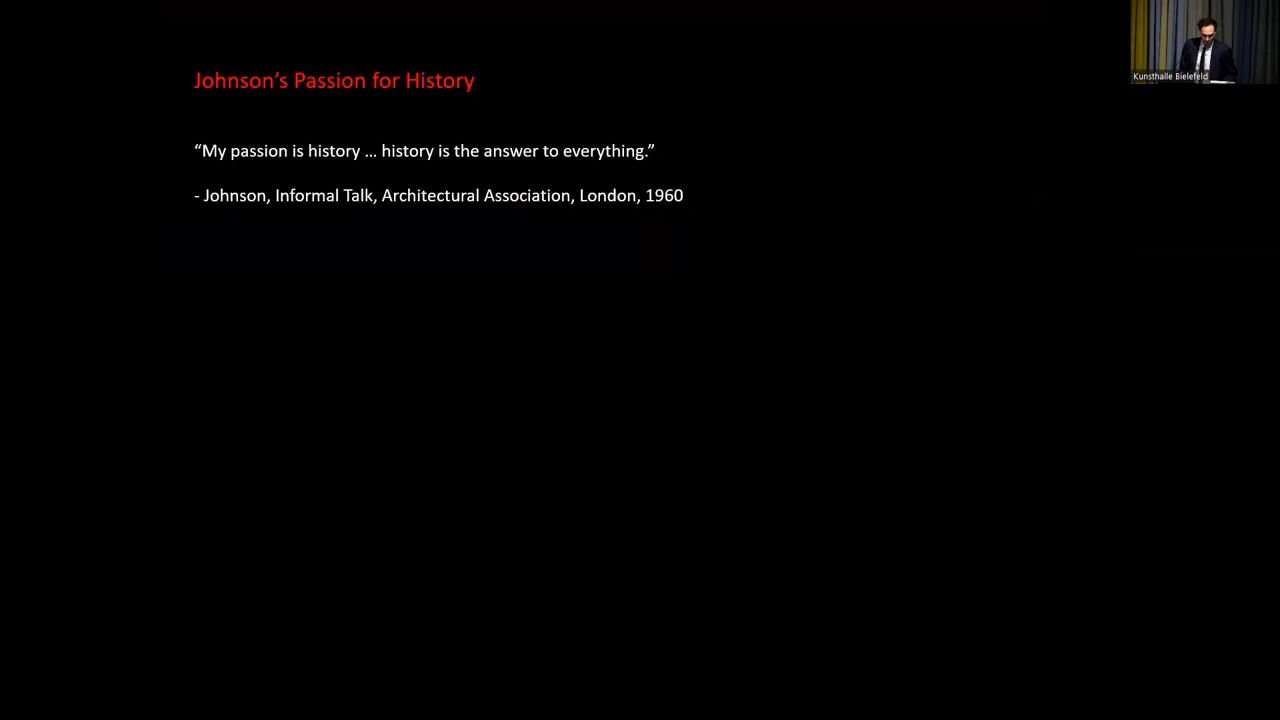 Johnson’s Passion for History
“My passion is history ... history is the answer to everything.”
- Johnson, Informal Talk, Architectural Association, London, 1960
Kunsthalle Bielefeld